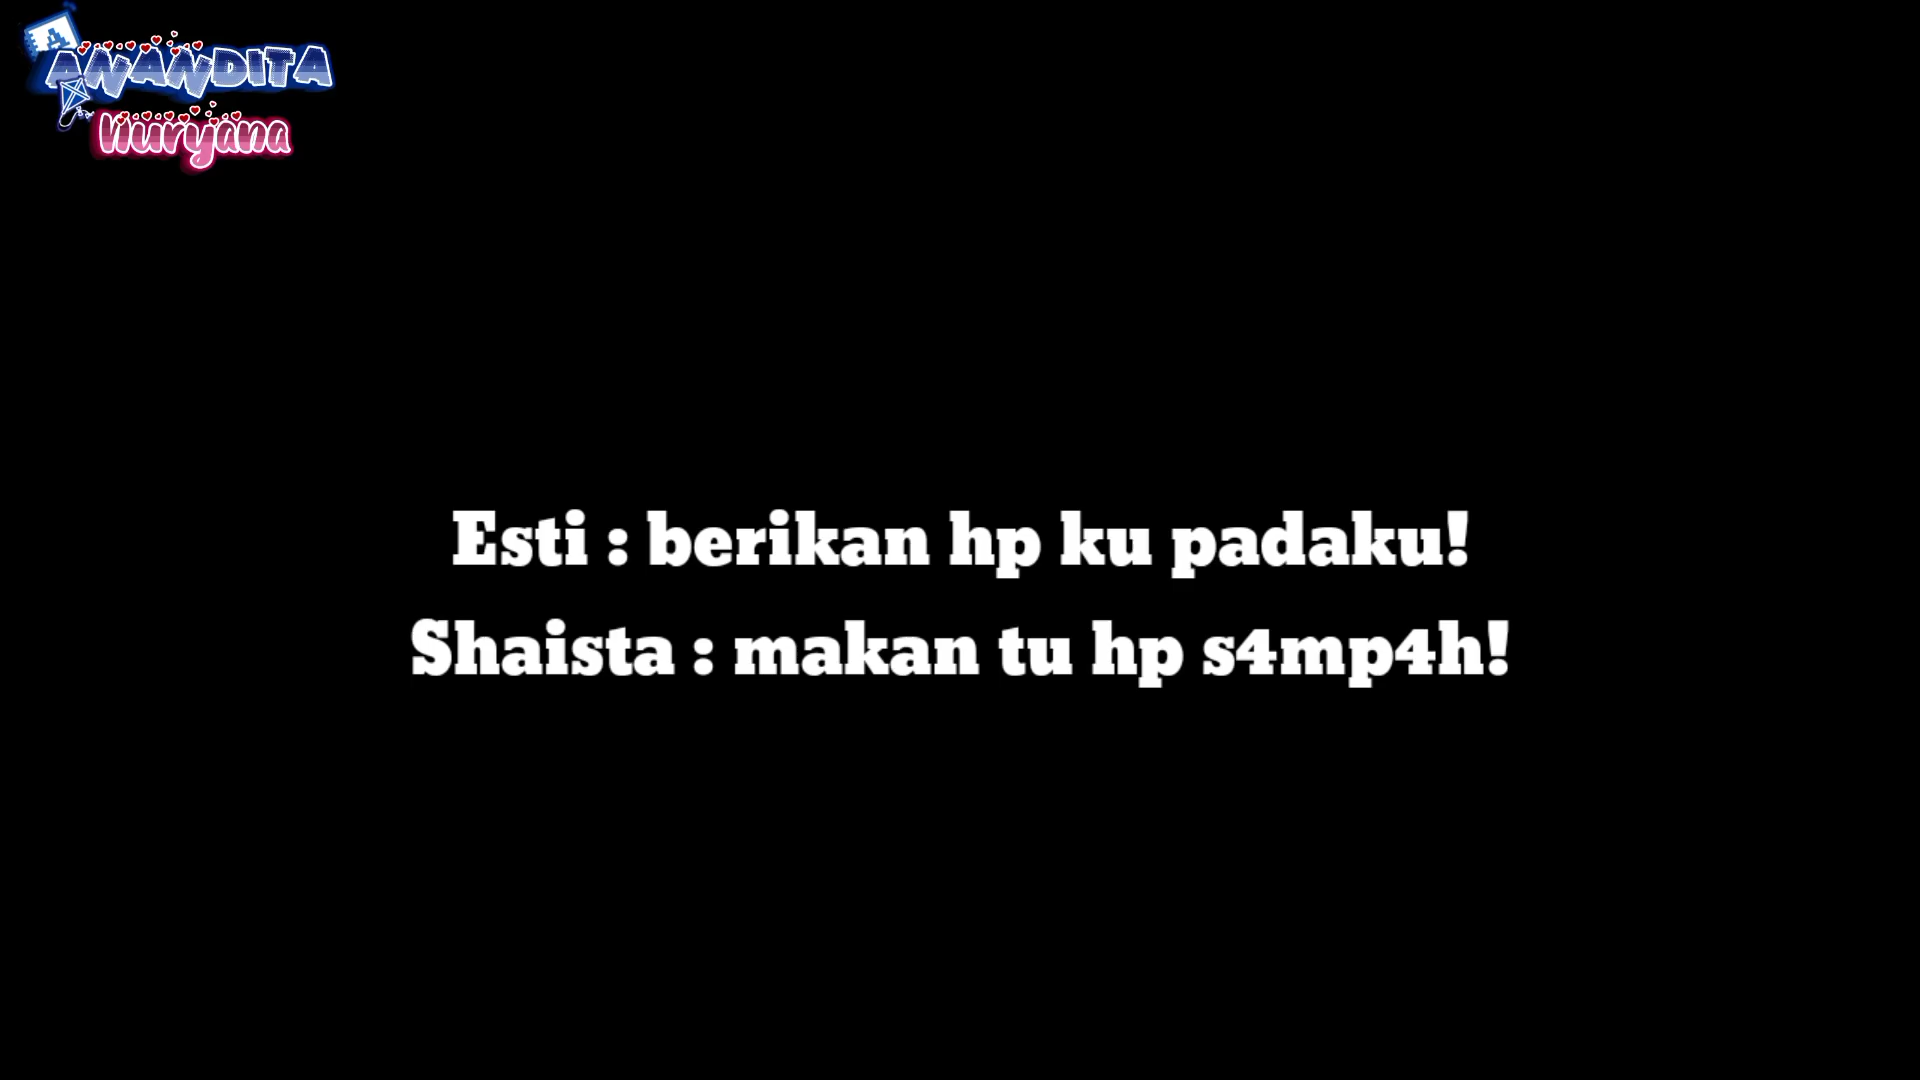 ANANDITA
Nuryana
Esti : berikan hp ku padaku!
Shaista : makan tu hp s4mp4h!